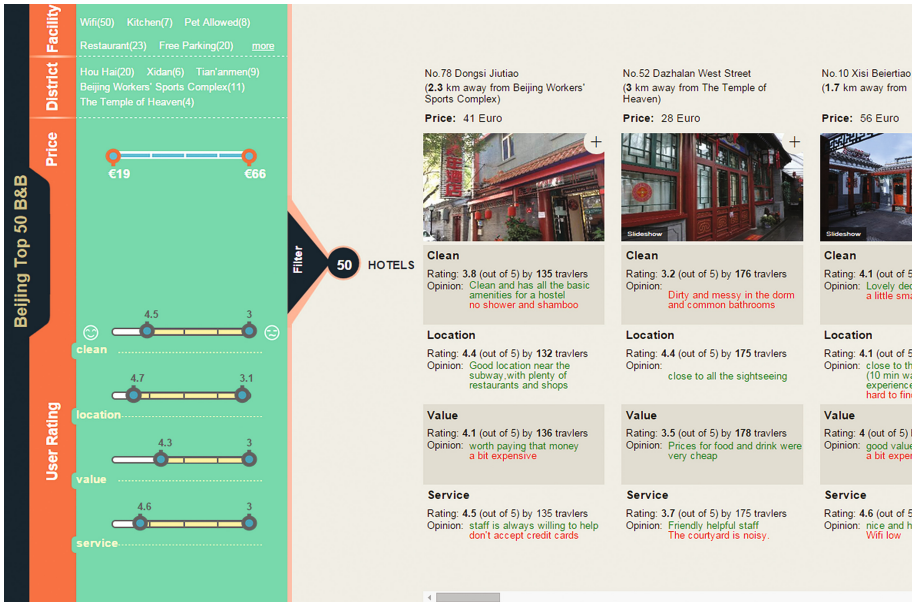 Beijing Top 50 B&B
Facility
Wifi(50) Kitchen(7) Pet Allowed(8)
Restaurant(23) Free Parking(20) more
District
Hou Hai(20) Xidan(6) Tian'anmen(9)
Beijing Workers' Sports Complex(11)
The Temple of Heaven(4)
Price
€19 €66
User Rating
4.5 3
clean
4.7 3.1
location
4.3 3
value
4.6 3
service
Filter
50 HOTELS
No.78 Dongsi Jiutiao
(2.3 km away from Beijing Workers'
Sports Complex)
Price: 41 Euro
Clean
Rating: 3.8 (out of 5) by 135 travlers
Opinion: Clean and has all the basic
amenities for a hostel
no shower and shamboo
Location
Rating: 4.4 (out of 5) by 132 travlers
Opinion: Good location near the
subway,with plenty of
restaurants and shops
Value
Rating: 4.1 (out of 5) by 136 travlers
Opinion: worth paying that money
a bit expensive
Service
Rating: 4.5 (out of 5) by 135 travlers
Opinion: staff is always willing to help
don't accept credit cards
No.52 Dazhalan West Street
(3 km away from The Temple of
Heaven)
Price: 28 Euro
Slideshow
Clean
Rating: 3.2 (out of 5) by 176 travlers
Opinion:
Dirty and messy in the dorm
and common bathrooms
Location
Rating: 4.4 (out of 5) by 175 travlers
Opinion:
close to all the sightseeing
Value
Rating: 3.5 (out of 5) by 178 travlers
Opinion: Prices for food and drink were
very cheap
Service
Rating: 3.7 (out of 5) by 175 travlers
Opinion: Friendly helpful staff
The courtyard is noisy.
No.10 Xisi Beiertiao
(1.7 km away from
Price: 56 Euro
Slideshow
Clean
Rating: 4.1 (out of 5
Opinion: Lovely dec
a little sma
Location
Rating: 4.1 (out of 5
Opinion: close to th
(10 min wa
experience
hard to find
Value
Rating: 4 (out of 5)
Opinion: good value
a bit exper
Service
Rating: 4.6 (out of 5)
Opinion: nice and h
Wifi low